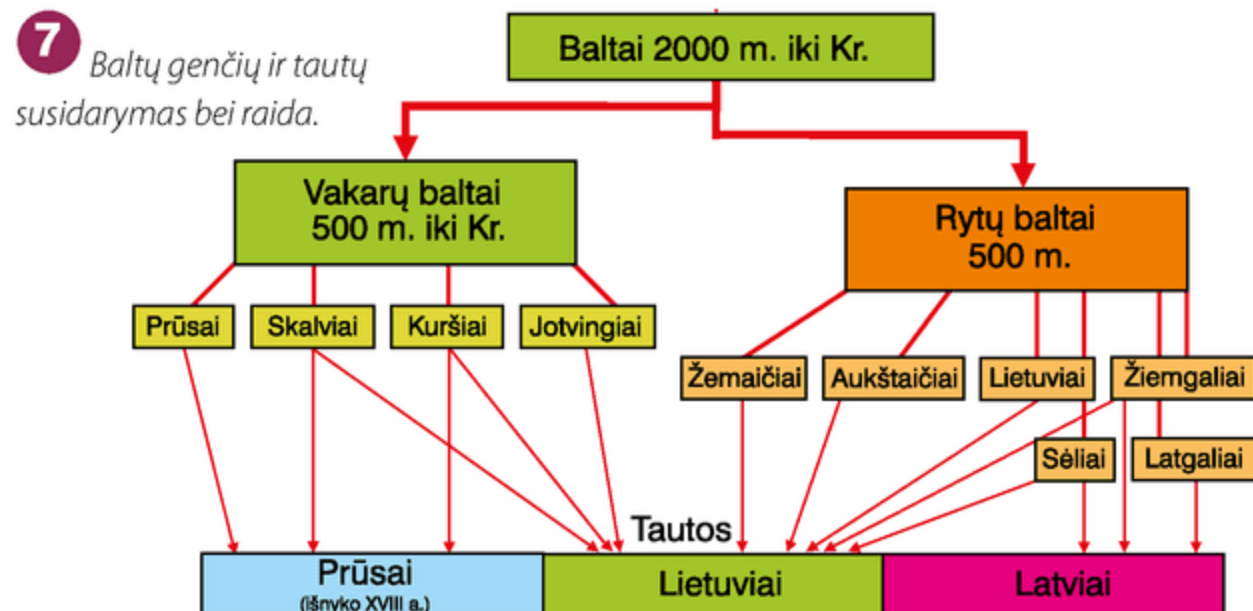 7
Baltų genčių ir tautų
susidarymas bei raida.
Baltai 2000 m. iki Kr.
Vakarų baltai
500 m. iki Kr.
Rytų baltai
500 m.
Prūsai
Skalviai
Kuršiai
Jotvingiai
Žemaičiai
Aukštaičiai
Lietuviai
Žiemgaliai
Sėliai
Latgaliai
Tautos
Prūsai
(išnyko XVIII a.)
Lietuviai
Latviai